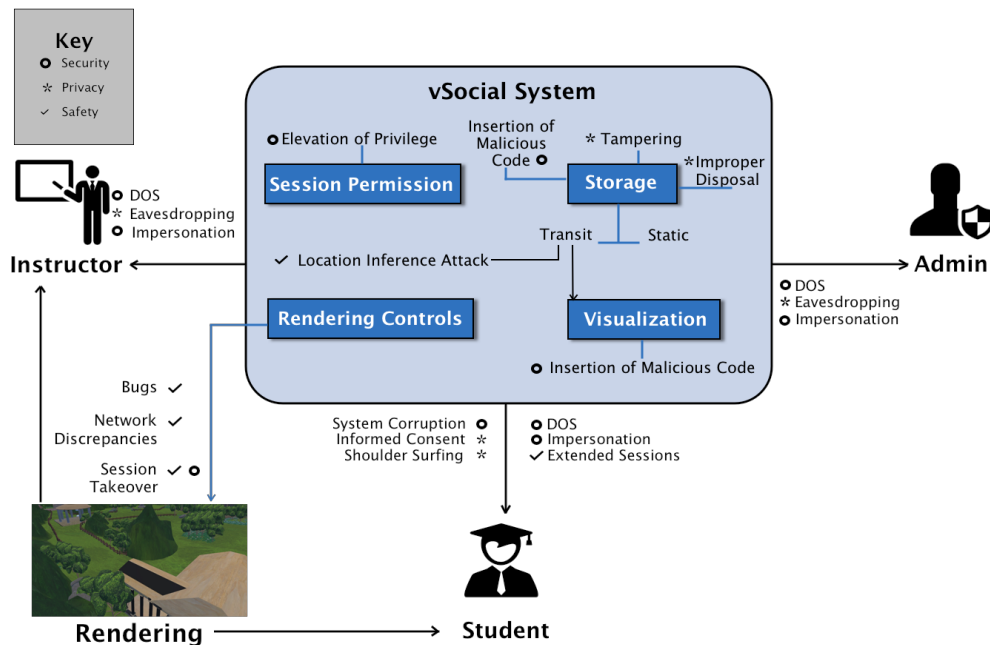 Key
Security
Privacy
Safety
vSocial System
Elevation of Privilege
Session Permission
Insertion of
Malicious
Code
Tampering
Improper
Disposal
Storage
Transit
Static
Location Inference Attack
Rendering Controls
Visualization
Insertion of Malicious Code
DOS
Eavesdropping
Impersonation
Instructor
Admin
DOS
Eavesdropping
Impersonation
Bugs
Network
Discrepancies
Session
Takeover
System Corruption
Informed Consent
Shoulder Surfing
DOS
Impersonation
Extended Sessions
Rendering
Student